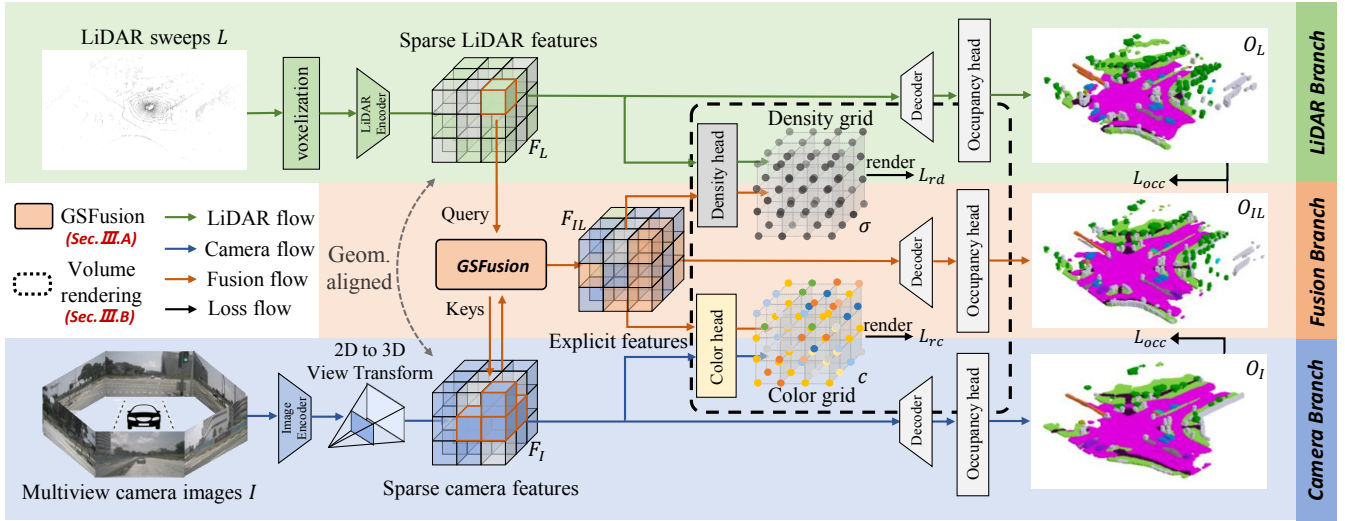 LiDAR sweeps L
voxelization
LiDAR
Encoder
Sparse LiDAR features
F_L
Decoder
Occupancy head
O_L
LiDAR Branch
Density grid
Density head
render
L_rd
σ
L_occ
GSFusion
(Sec.Ⅲ.A)
Volume
rendering
(Sec.Ⅲ.B)
LiDAR flow
Camera flow
Fusion flow
Loss flow
Geom.
aligned
Query
GSFusion
Keys
F_IL
Explicit features
Decoder
Occupancy head
O_IL
Fusion Branch
Color head
render
L_rc
c
Color grid
L_occ
Multiview camera images I
Image
Encoder
2D to 3D
View Transform
F_I
Sparse camera features
Decoder
Occupancy head
O_I
Camera Branch